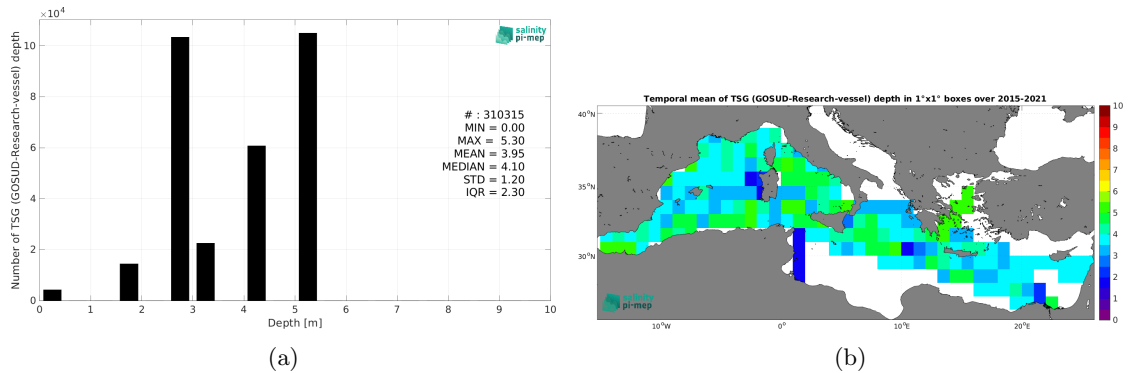 ×10⁴
10
8
6
4
2
0
0 1 2 3 4 5 6 7 8 9 10
Number of TSG (GOSUD-Research-vessel) depth
Depth [m]
salinity
pi-mep
# : 310315
MIN = 0.00
MAX = 5.30
MEAN = 3.95
MEDIAN = 4.10
STD = 1.20
IQR = 2.30
(a)
Temporal mean of TSG (GOSUD-Research-vessel) depth in 1°x1° boxes over 2015-2021
40°N
35°N
30°N
10°W 0° 10°E 20°E
salinity
pi-mep
10
9
8
7
6
5
4
3
2
1
0
(b)